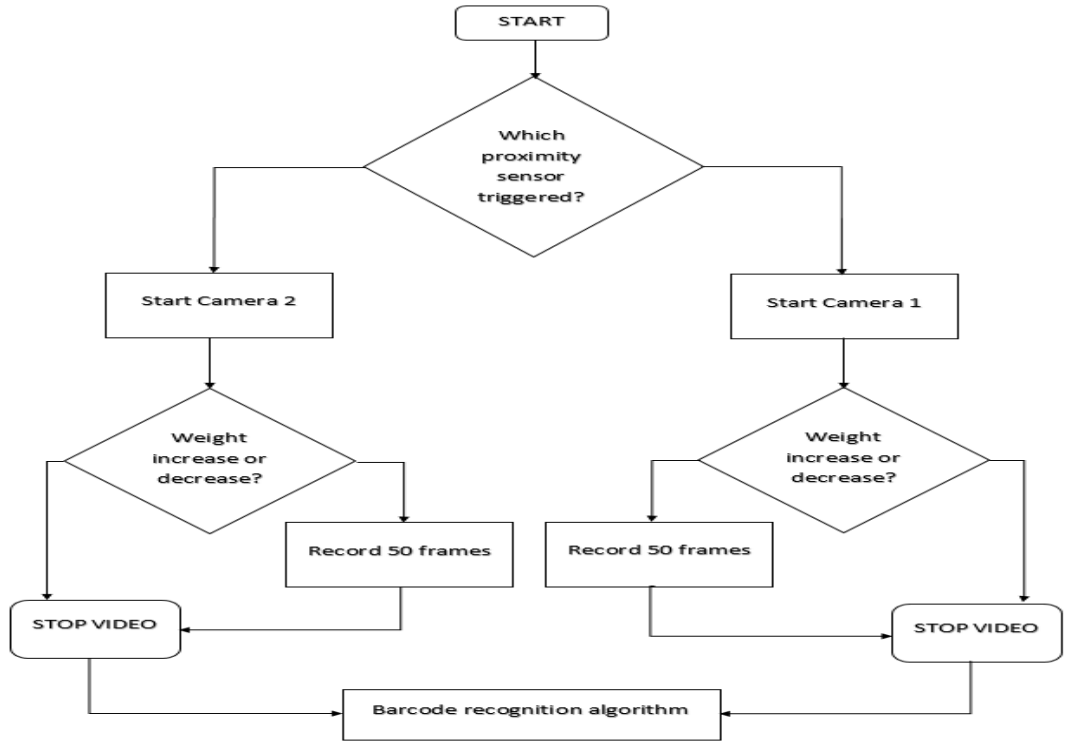 START
Which
proximity
sensor
triggered?
Start Camera 2
Start Camera 1
Weight
increase or
decrease?
Weight
increase or
decrease?
Record 50 frames
Record 50 frames
STOP VIDEO
STOP VIDEO
Barcode recognition algorithm